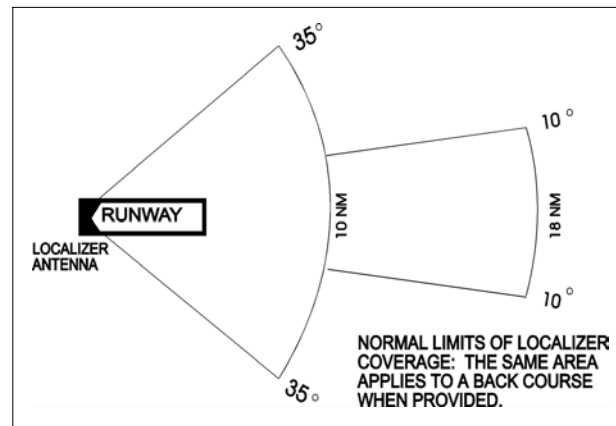 35°
10°
RUNWAY
10 NM
18 NM
LOCALIZER
ANTENNA
10°
NORMAL LIMITS OF LOCALIZER
COVERAGE: THE SAME AREA
APPLIES TO A BACK COURSE
WHEN PROVIDED.
35°